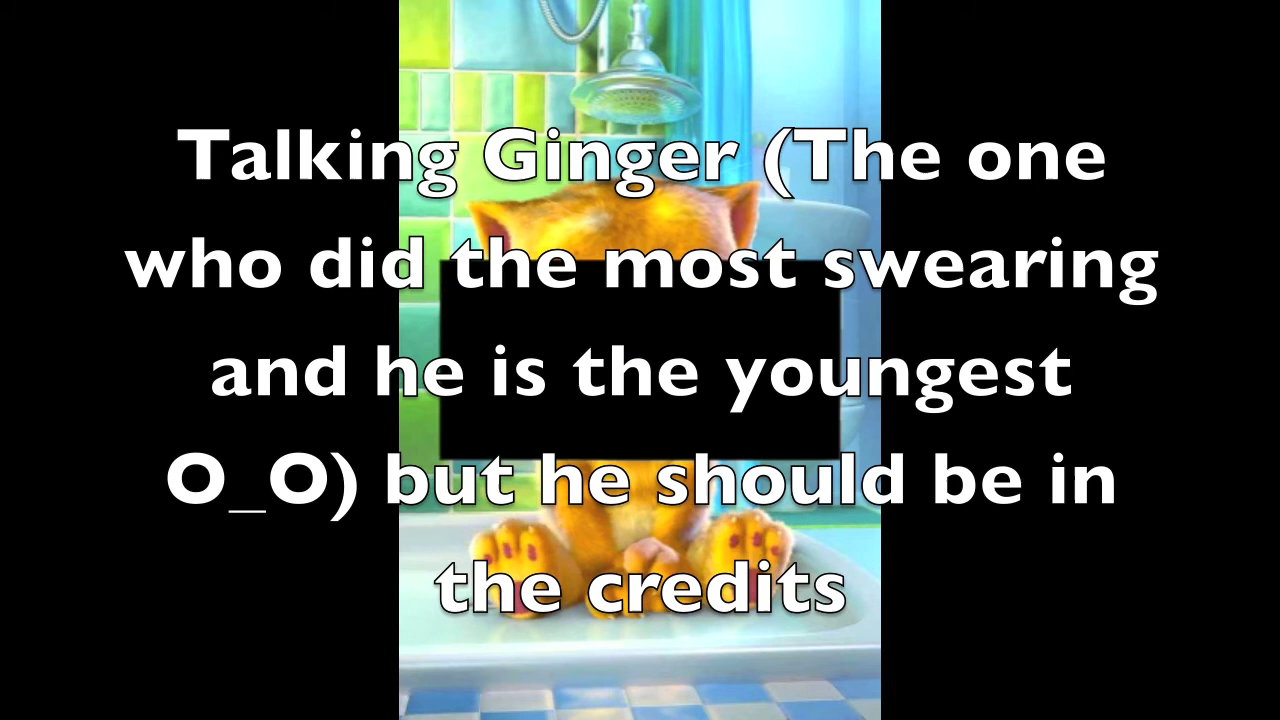 Talking Ginger (The one
who did the most swearing
and he is the youngest
O_O) but he should be in
the credits